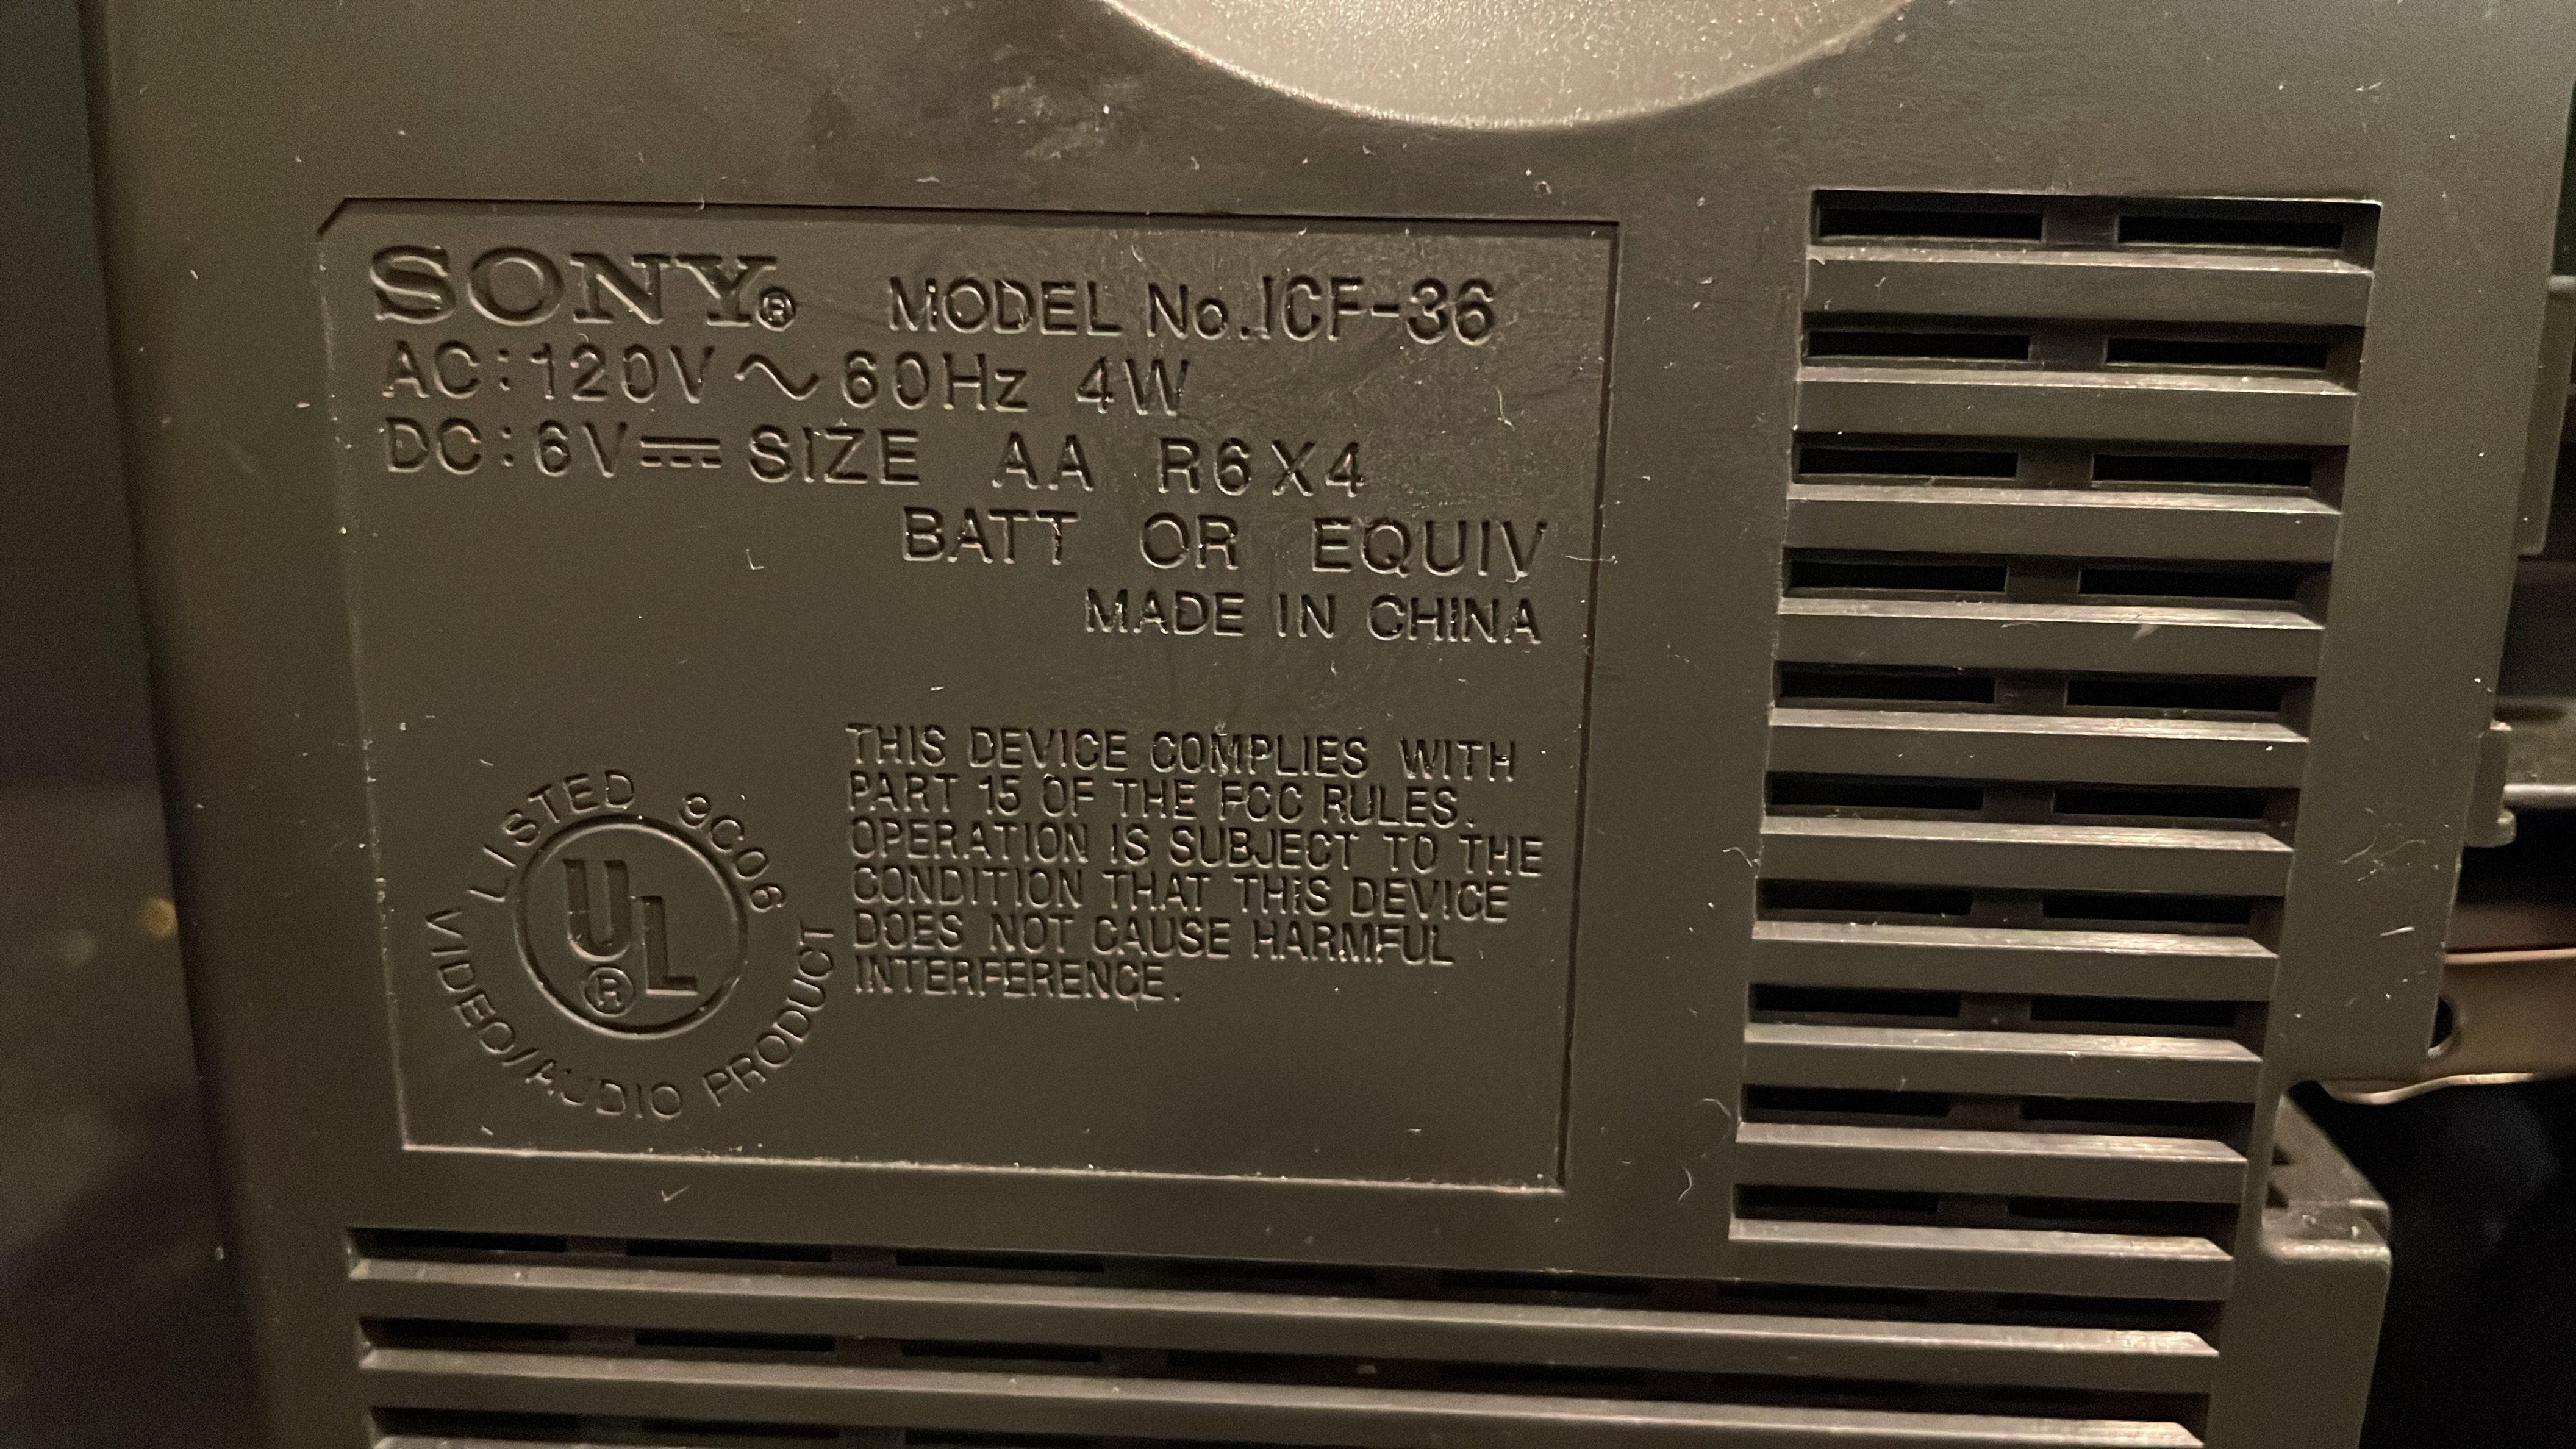 SONY® MODEL No. ICF-36
AC:120V~60Hz 4W
DC:6V⎓SIZE AA R6X4
BATT OR EQUIV
MADE IN CHINA
THIS DEVICE COMPLIES WITH
PART 15 OF THE FCC RULES.
OPERATION IS SUBJECT TO THE
CONDITION THAT THIS DEVICE
DOES NOT CAUSE HARMFUL
INTERFERENCE.
LISTED 9C06
UL®
VIDEO/AUDIO PRODUCT